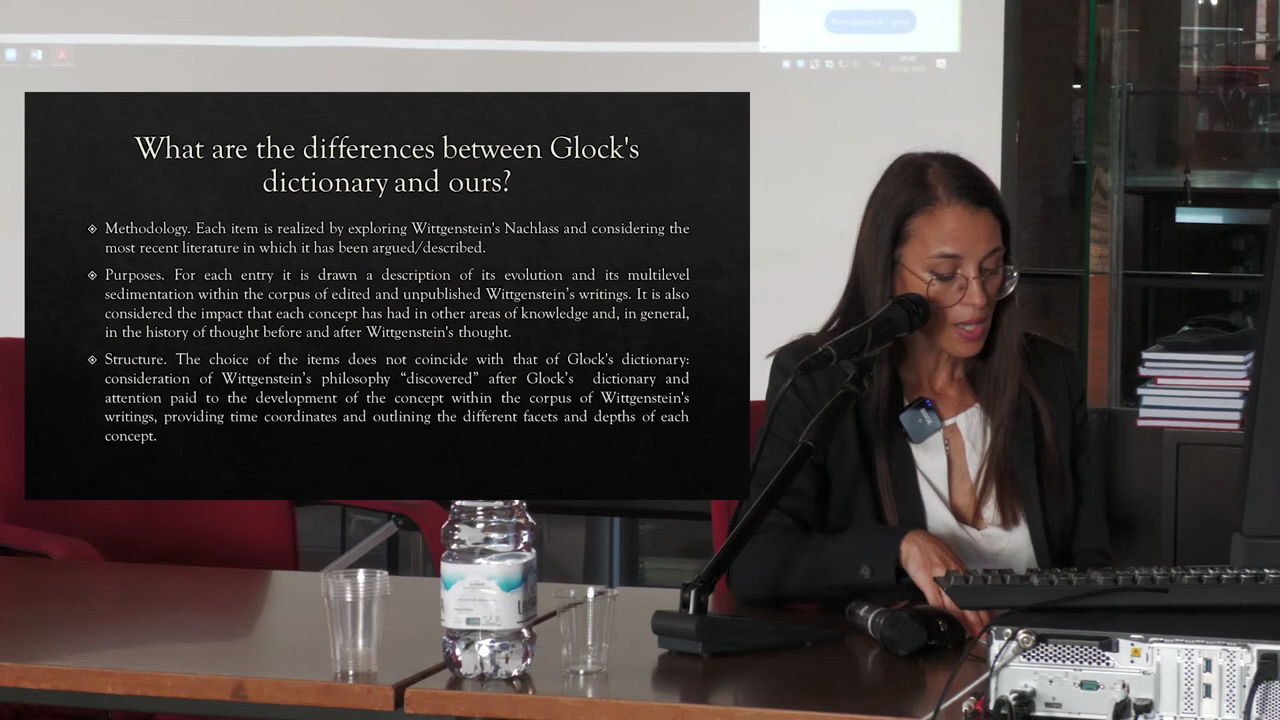 What are the differences between Glock's
dictionary and ours?
Methodology. Each item is realized by exploring Wittgenstein's Nachlass and considering the
most recent literature in which it has been argued/described.
Purposes. For each entry it is drawn a description of its evolution and its multilevel
sedimentation within the corpus of edited and unpublished Wittgenstein's writings. It is also
considered the impact that each concept has had in other areas of knowledge and, in general,
in the history of thought before and after Wittgenstein's thought.
Structure. The choice of the items does not coincide with that of Glock's dictionary:
consideration of Wittgenstein's philosophy “discovered” after Glock's dictionary and
attention paid to the development of the concept within the corpus of Wittgenstein's
writings, providing time coordinates and outlining the different facets and depths of each
concept.